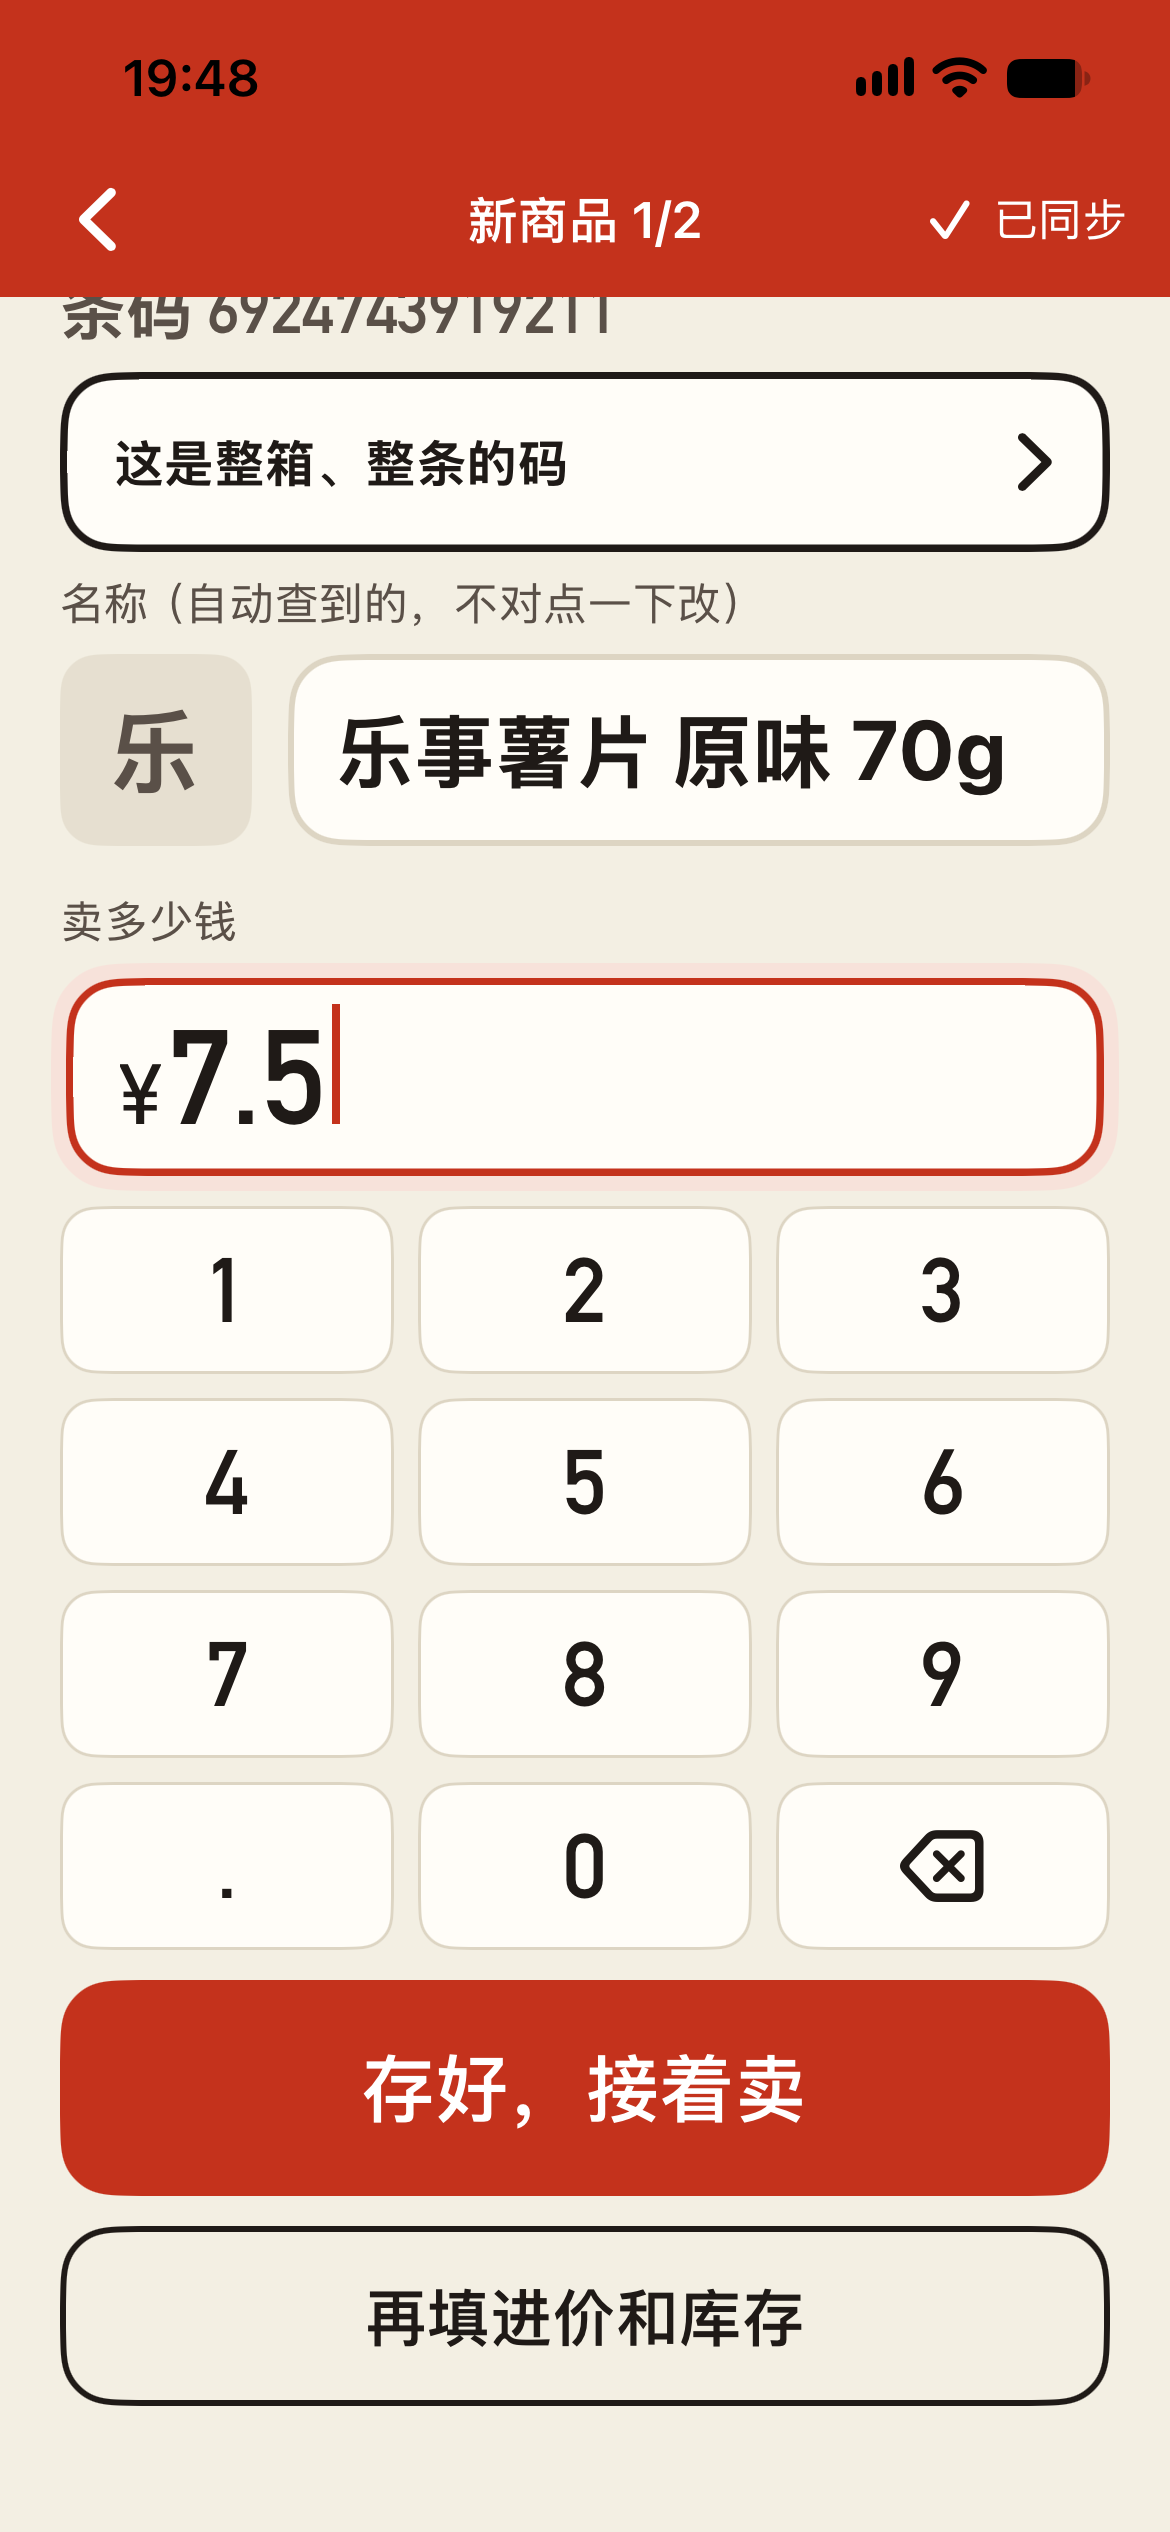 19:48
新商品 1/2
已同步
条码 6924743919211
这是整箱、整条的码
名称（自动查到的，不对点一下改）
乐
乐事薯片 原味 70g
卖多少钱
¥7.5
1 2 3
4 5 6
7 8 9
. 0
存好，接着卖
再填进价和库存